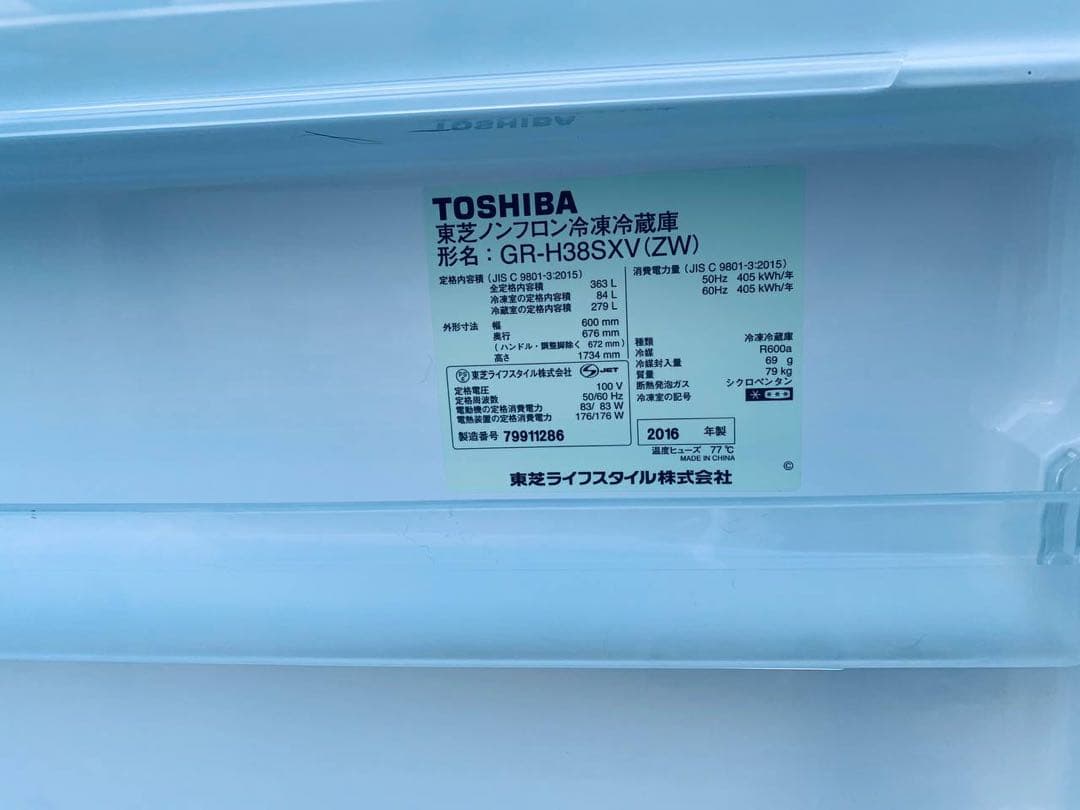 TOSHIBA
東芝ノンフロン冷凍冷蔵庫
形名：GR-H38SXV(ZW)
定格内容積 (JIS C 9801-3:2015)
全定格内容積 363 L
冷凍室の定格内容積 84 L
冷蔵室の定格内容積 279 L
外形寸法 幅 600 mm
奥行 676 mm
(ハンドル・調整脚除く 672 mm)
高さ 1734 mm
消費電力量 (JIS C 9801-3:2015)
50Hz 405 kWh/年
60Hz 405 kWh/年
種類 冷凍冷蔵庫
冷媒 R600a
冷媒封入量 69 g
質量 79 kg
断熱発泡ガス シクロペンタン
冷凍室の記号
PSE 東芝ライフスタイル株式会社 JET
定格電圧 100 V
定格周波数 50/60 Hz
電動機の定格消費電力 83/ 83 W
電熱装置の定格消費電力 176/176 W
製造番号 79911286
2016 年製
温度ヒューズ 77 ℃
MADE IN CHINA
©
東芝ライフスタイル株式会社